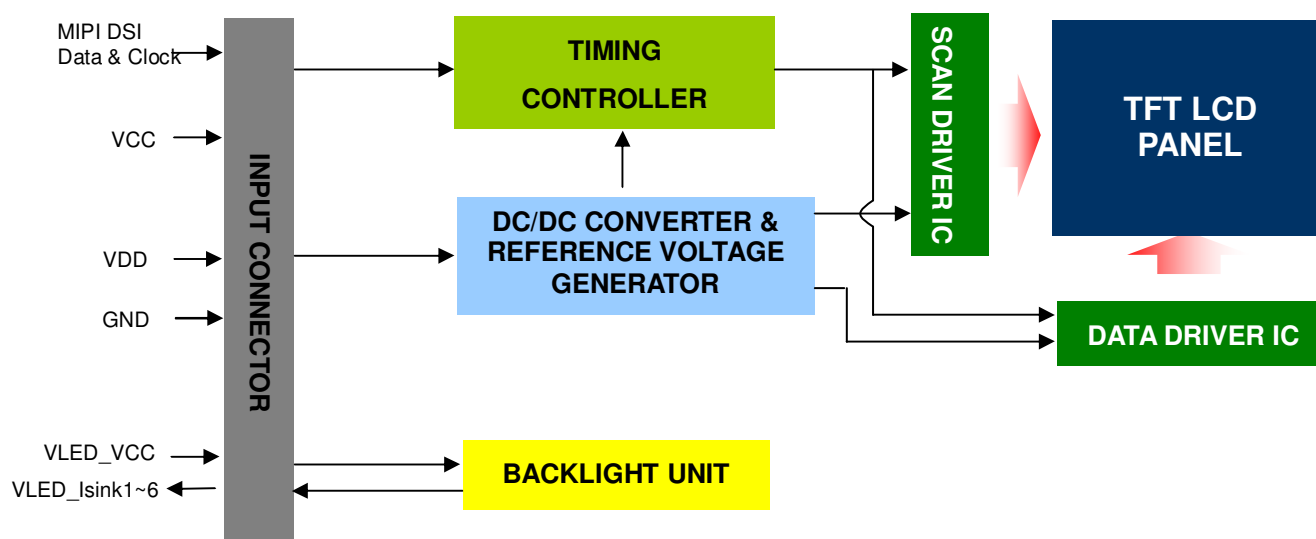 MIPI DSI
Data & Clock
VCC
VDD
GND
VLED_VCC
VLED_Isink1~6
INPUT CONNECTOR
TIMING
CONTROLLER
DC/DC CONVERTER &
REFERENCE VOLTAGE
GENERATOR
BACKLIGHT UNIT
SCAN DRIVER IC
TFT LCD
PANEL
DATA DRIVER IC